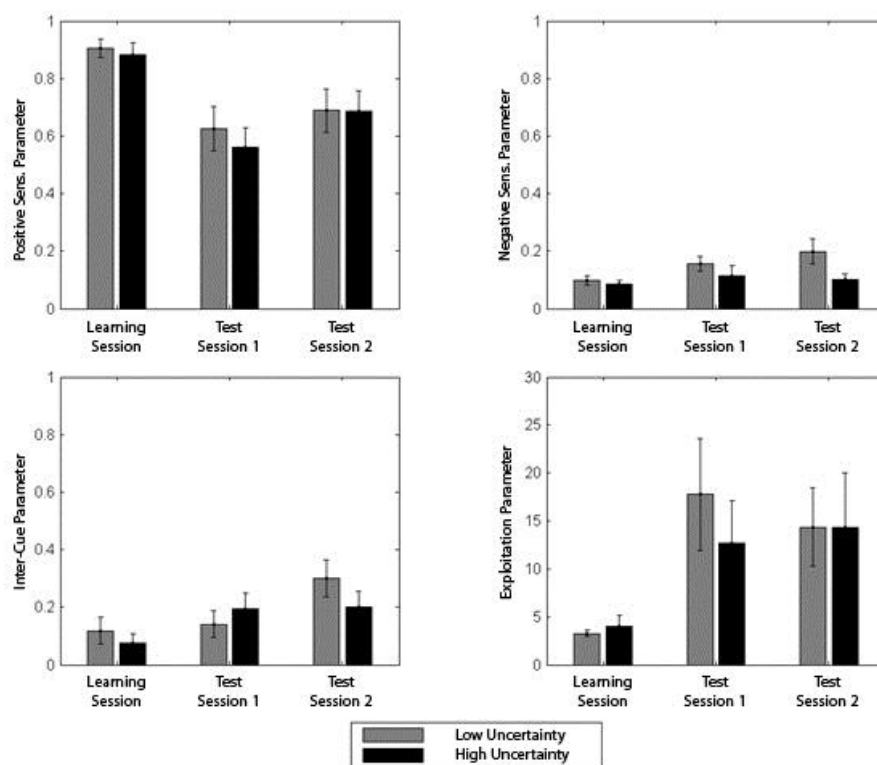 Positive Sens. Parameter
1
0.8
0.6
0.4
0.2
0
Learning Test Test
Session Session 1 Session 2
Negative Sens. Parameter
1
0.8
0.6
0.4
0.2
0
Learning Test Test
Session Session 1 Session 2
Inter-Cue Parameter
1
0.8
0.6
0.4
0.2
0
Learning Test Test
Session Session 1 Session 2
Exploitation Parameter
30
25
20
15
10
5
0
Learning Test Test
Session Session 1 Session 2
Low Uncertainty
High Uncertainty